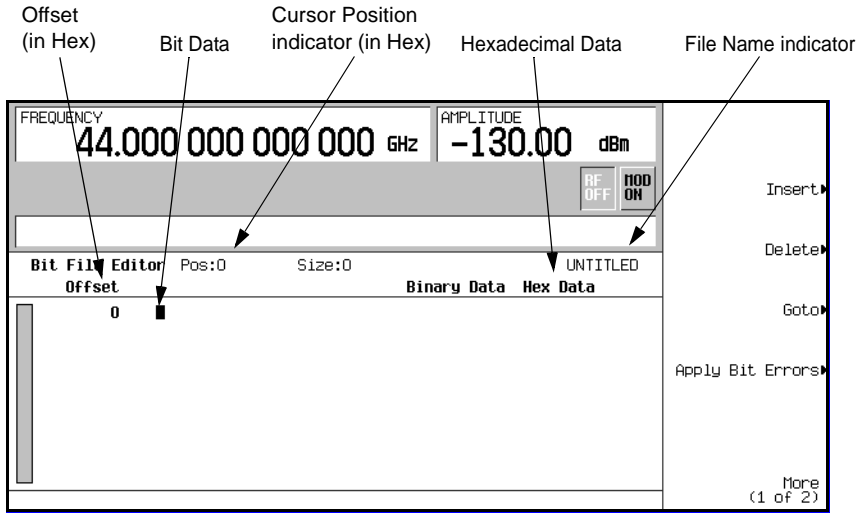 Offset
(in Hex)
Bit Data
Cursor Position
indicator (in Hex)
Hexadecimal Data
File Name indicator
FREQUENCY
44.000 000 000 000 GHz
AMPLITUDE
-130.00 dBm
RF
OFF
MOD
ON
Insert
Delete
Goto
Apply Bit Errors
More
(1 of 2)
Bit File Editor Pos:0 Size:0 UNTITLED
Offset Binary Data Hex Data
0